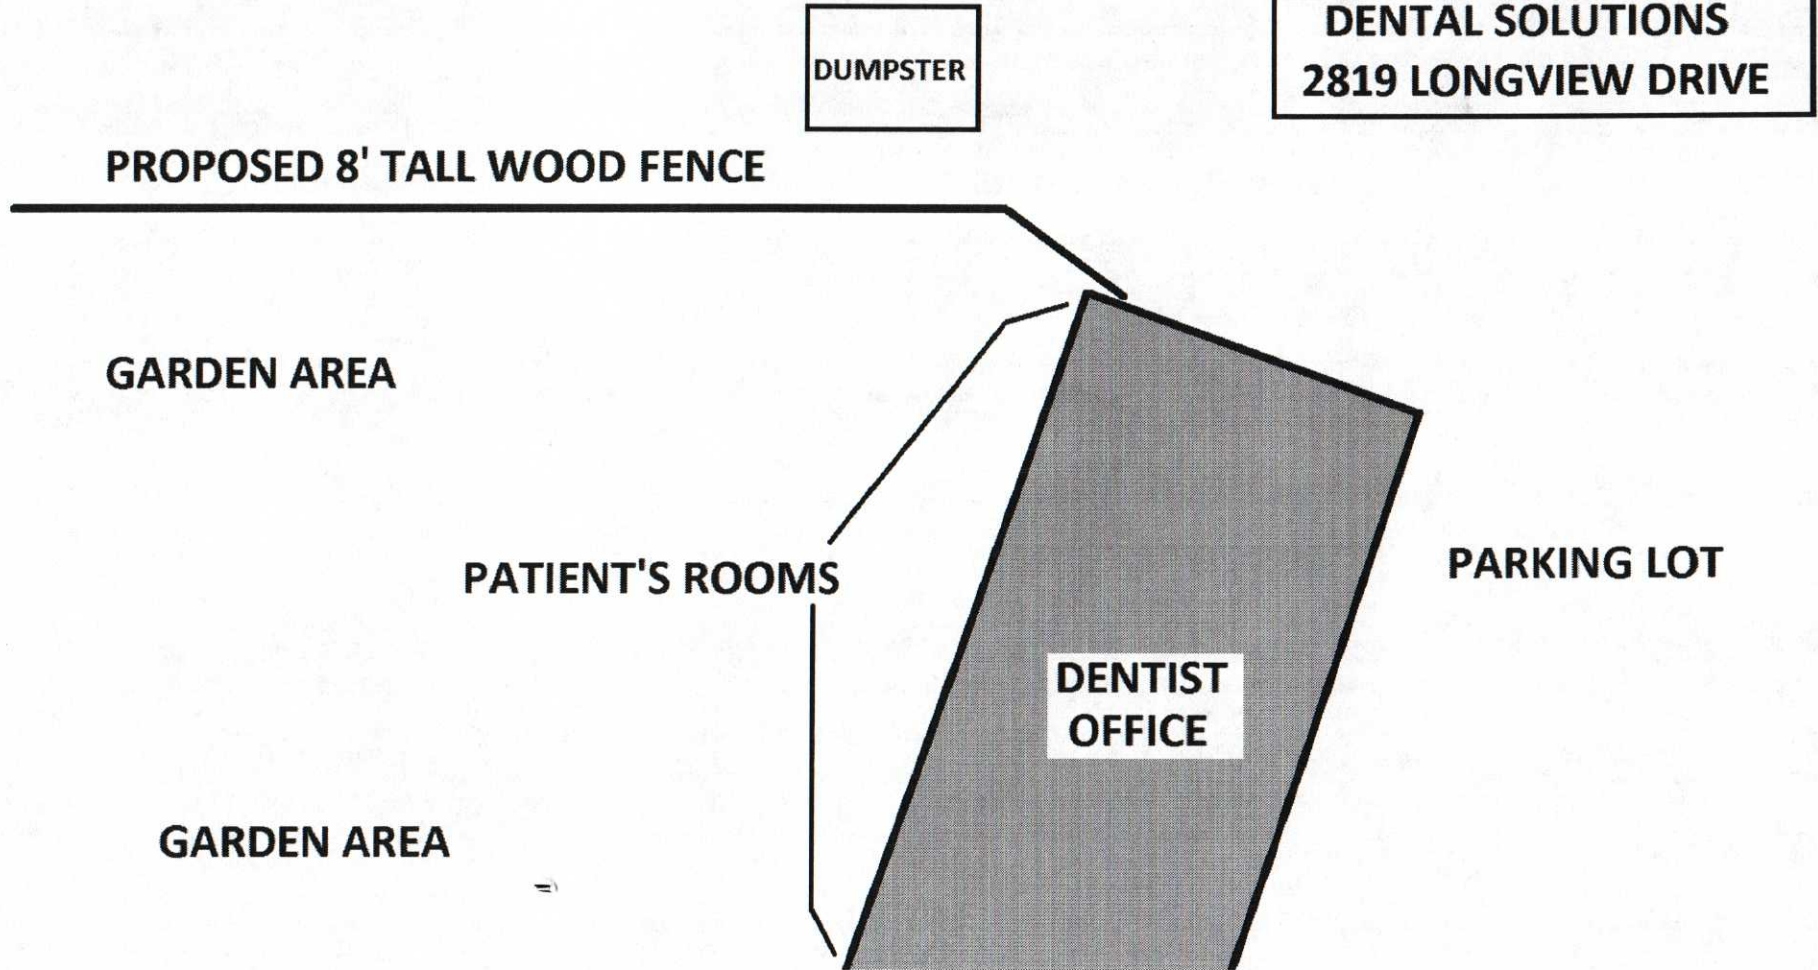 DENTAL SOLUTIONS
2819 LONGVIEW DRIVE
DUMPSTER
PROPOSED 8' TALL WOOD FENCE
GARDEN AREA
PATIENT'S ROOMS
PARKING LOT
DENTIST
OFFICE
GARDEN AREA